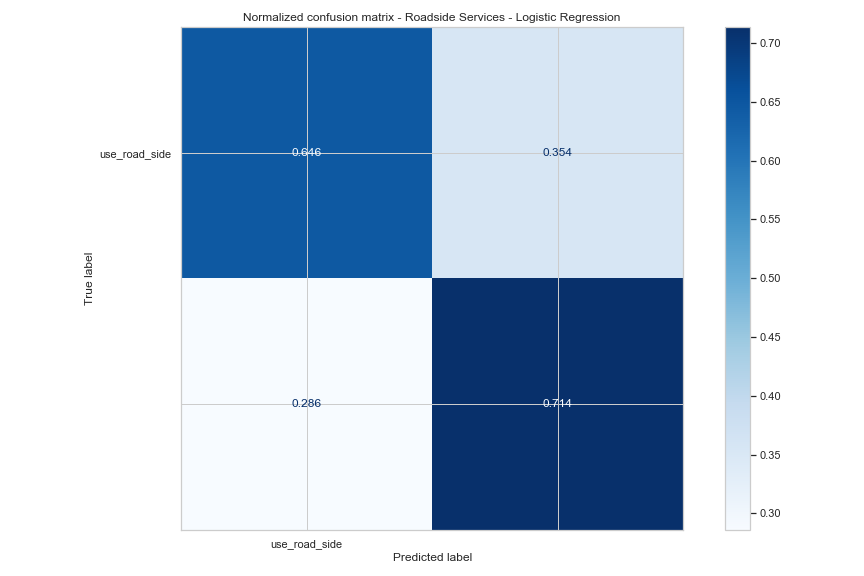 Normalized confusion matrix - Roadside Services - Logistic Regression
use_road_side
0.646
0.354
0.286
0.714
True label
use_road_side
Predicted label
0.70
0.65
0.60
0.55
0.50
0.45
0.40
0.35
0.30